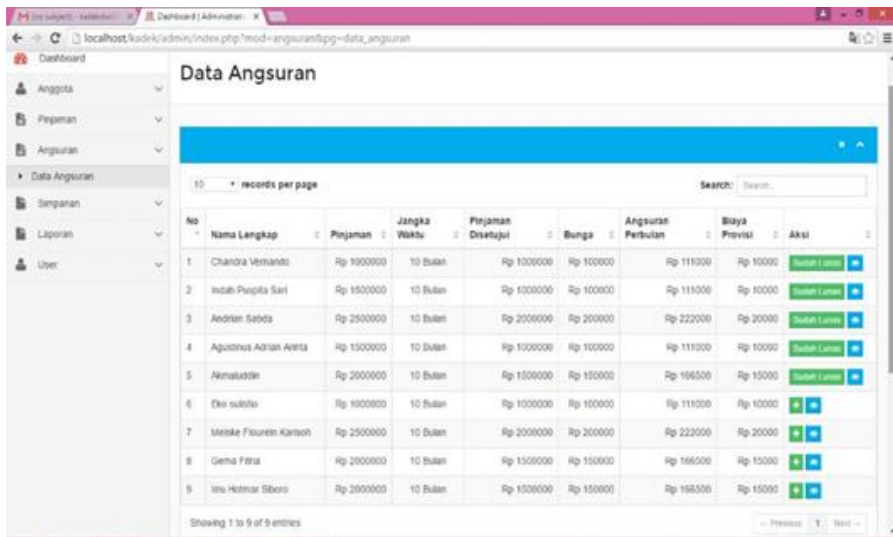 Dashboard | Administrator
localhost/kadek/admin/index.php?mod=angsuran&pg=data_angsuran
Dashboard
Anggota
Pinjaman
Angsuran
Data Angsuran
Simpanan
Laporan
User
Data Angsuran
10 records per page
Search: Search..
No Nama Lengkap Pinjaman Jangka Waktu Pinjaman Disetujui Bunga Angsuran Perbulan Biaya Provisi Aksi
1 Chandra Vernando Rp 1000000 10 Bulan Rp 1000000 Rp 100000 Rp 111000 Rp 10000 Sudah Lunas
2 Indah Puspita Sari Rp 1500000 10 Bulan Rp 1000000 Rp 100000 Rp 111000 Rp 10000 Sudah Lunas
3 Andrian Sabda Rp 2500000 10 Bulan Rp 2000000 Rp 200000 Rp 222000 Rp 20000 Sudah Lunas
4 Agustinus Adrian Rp 1500000 10 Bulan Rp 1000000 Rp 100000 Rp 111000 Rp 10000 Sudah Lunas
5 Akmaluddin Rp 2000000 10 Bulan Rp 1500000 Rp 150000 Rp 166500 Rp 15000 Sudah Lunas
6 Eko sulistio Rp 1000000 10 Bulan Rp 1000000 Rp 100000 Rp 111000 Rp 10000
7 Meiske Rp 2500000 10 Bulan Rp 2000000 Rp 200000 Rp 222000 Rp 20000
8 Gema Fitria Rp 2000000 10 Bulan Rp 1500000 Rp 150000 Rp 166500 Rp 15000
9 Rp 2000000 10 Bulan Rp 1500000 Rp 150000 Rp 166500 Rp 15000
Showing 1 to 9 of 9 entries
← Previous 1 Next →